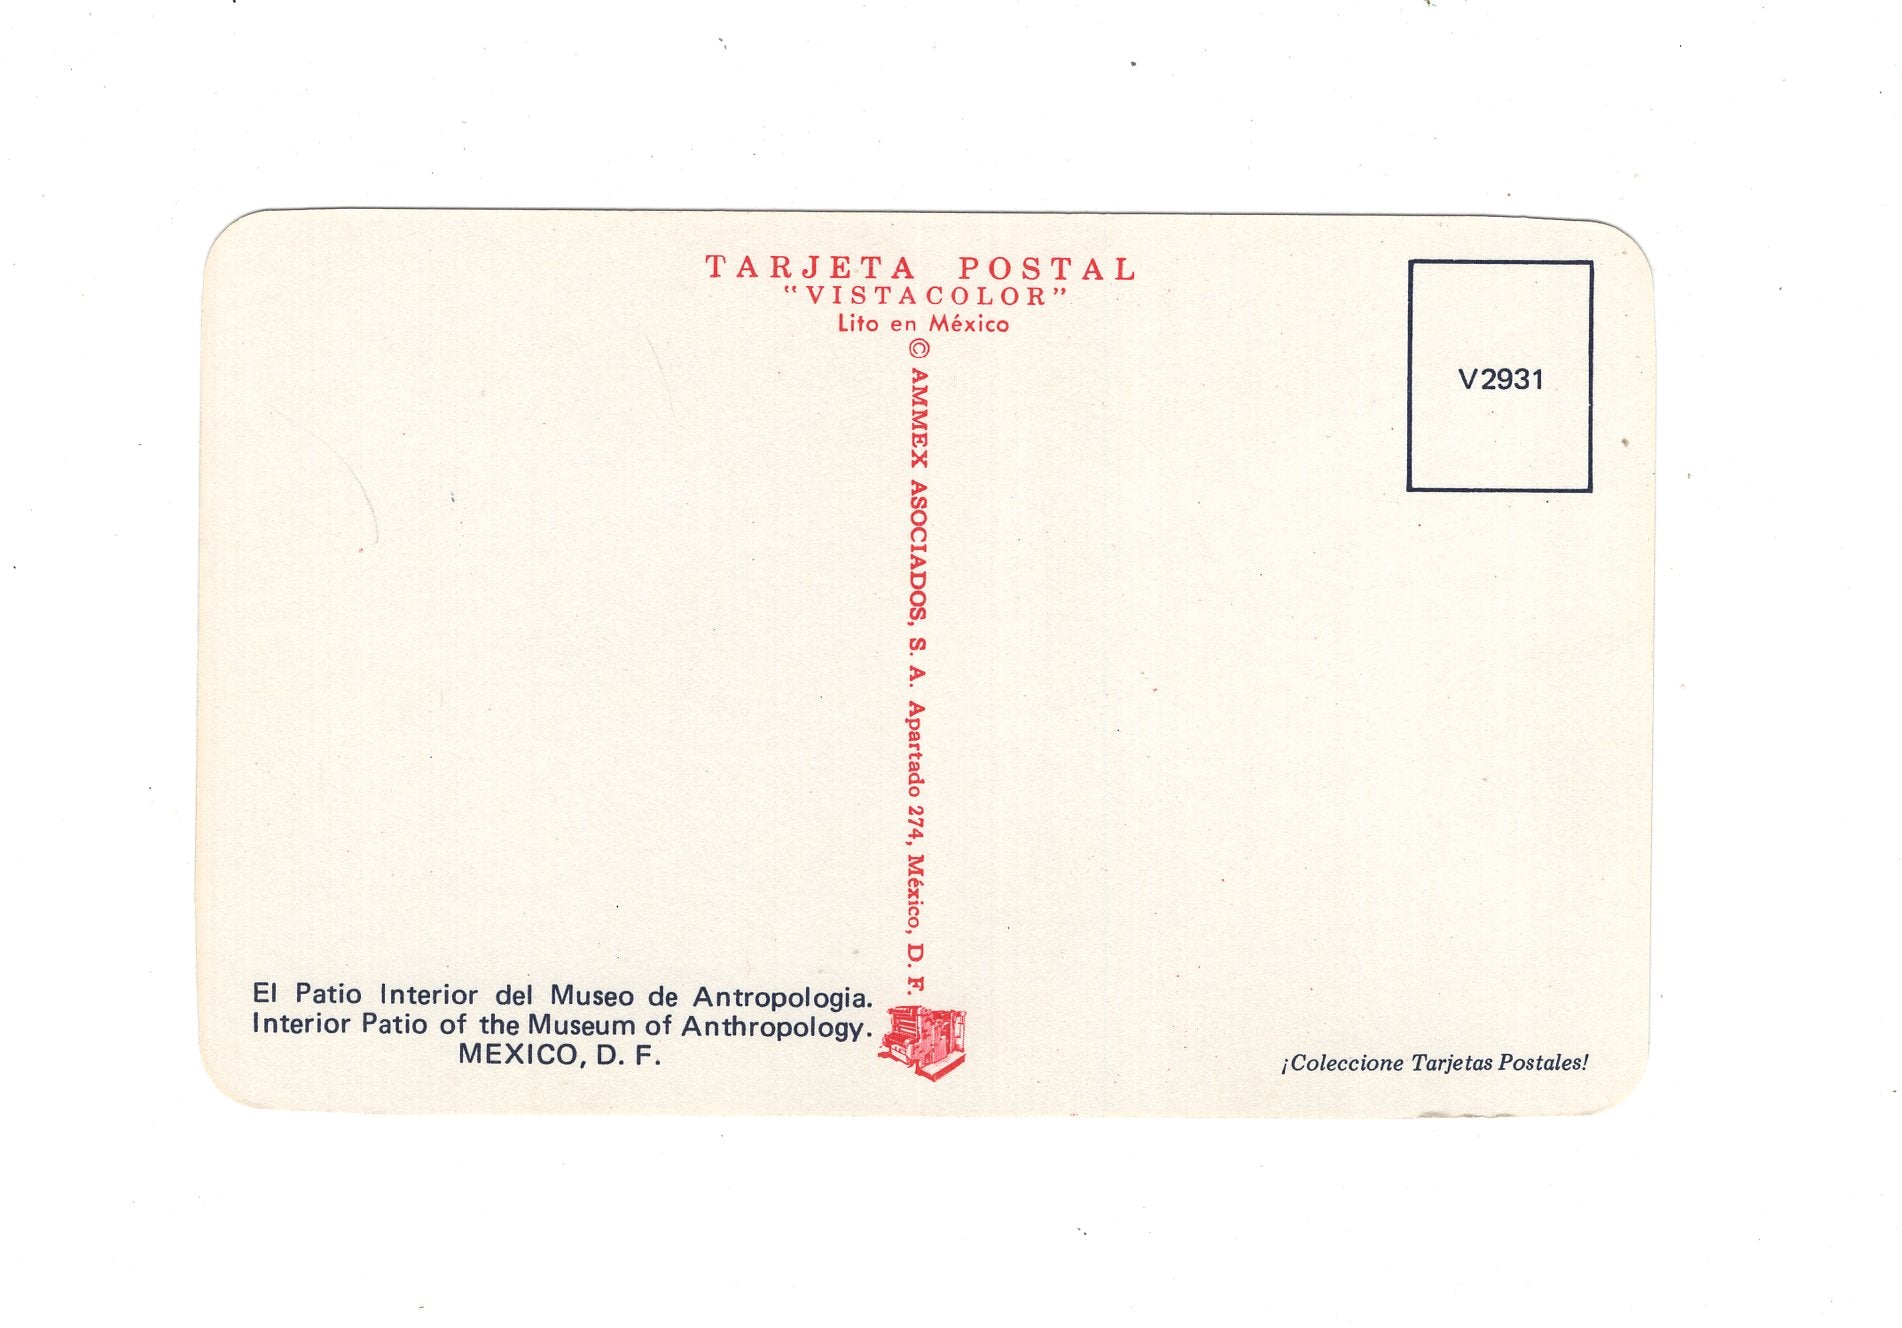 TARJETA POSTAL
"VISTACOLOR"
Lito en México
© AMMEX ASOCIADOS, S. A. Apartado 274, México, D. F.
V2931
El Patio Interior del Museo de Antropologia.
Interior Patio of the Museum of Anthropology.
MEXICO, D. F.
¡Coleccione Tarjetas Postales!